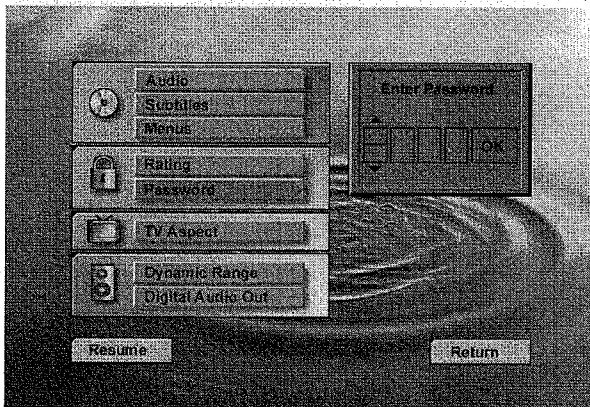 Audio
Subtitles
Menus
Rating
Password
TV Aspect
Dynamic Range
Digital Audio Out
Enter Password
OK
Resume
Return